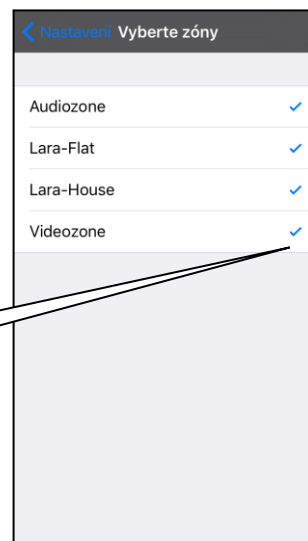 Nastavení Vyberte zóny
Audiozone
Lara-Flat
Lara-House
Videozone